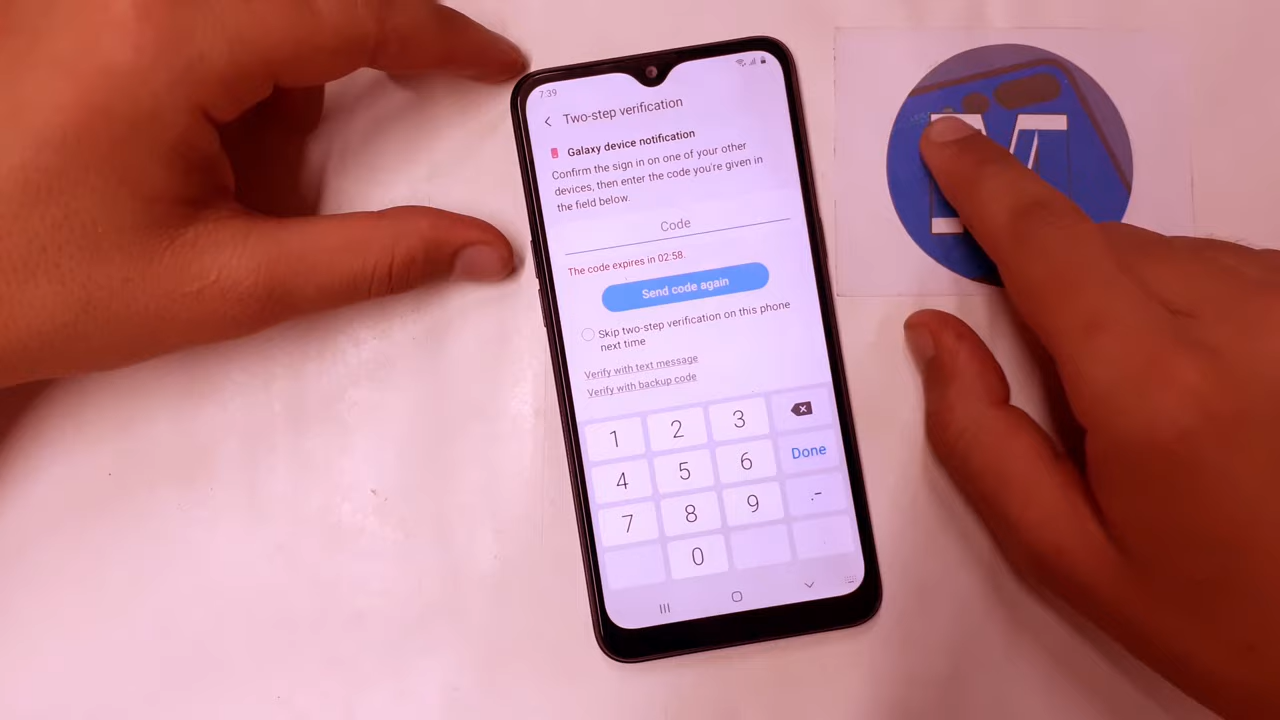 7:39
Two-step verification
Galaxy device notification
Confirm the sign in on one of your other
devices, then enter the code you're given in
the field below.
Code
The code expires in 02:58.
Send code again
Skip two-step verification on this phone
next time
Verify with text message
Verify with backup code
1 2 3
4 5 6 Done
7 8 9 .-
0